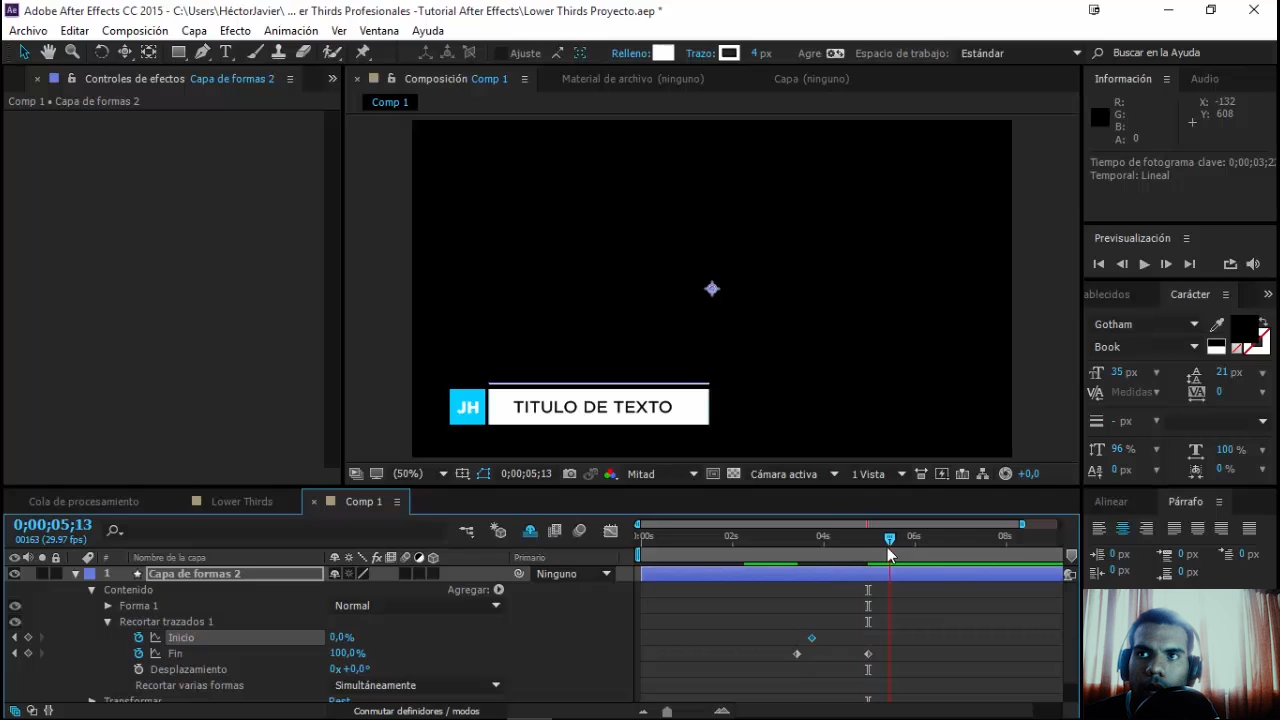 Adobe After Effects CC 2015 - C:\Users\HéctorJavier\ ... er Thirds Profesionales -Tutorial After Effects\Lower Thirds Proyecto.aep *
Archivo Editar Composición Capa Efecto Animación Ver Ventana Ayuda
Ajuste Relleno: Trazo: 4 px Agre Espacio de trabajo: Estándar Buscar en la Ayuda
Controles de efectos Capa de formas 2
Composición Comp 1
Material de archivo (ninguno)
Capa (ninguno)
Información Audio
Comp 1 • Capa de formas 2
Comp 1
R:
G:
B:
A: 0
X: -132
Y: 608
Tiempo de fotograma clave: 0;00;03;2
Temporal: Lineal
Previsualización
ablecidos Carácter
Gotham
Book
35 px 21 px
Medidas 0
- px
96 % 100 %
0 px 0 %
JH TITULO DE TEXTO
(50%) 0;00;05;13 Mitad Cámara activa 1 Vista +0,0
Cola de procesamiento Lower Thirds Comp 1
Alinear Párrafo
0;00;05;13
00163 (29.97 fps)
:00s 02s 04s 06s 08s
# Nombre de la capa Primario
1 Capa de formas 2 Ninguno
Contenido Agregar:
Forma 1 Normal
Recortar trazados 1
Inicio 0,0%
Fin 100,0%
Desplazamiento 0x+0,0°
Recortar varias formas Simultáneamente
Transformar Rest
Conmutar definidores / modos
0 px 0 px 0 px
0 px 0 px